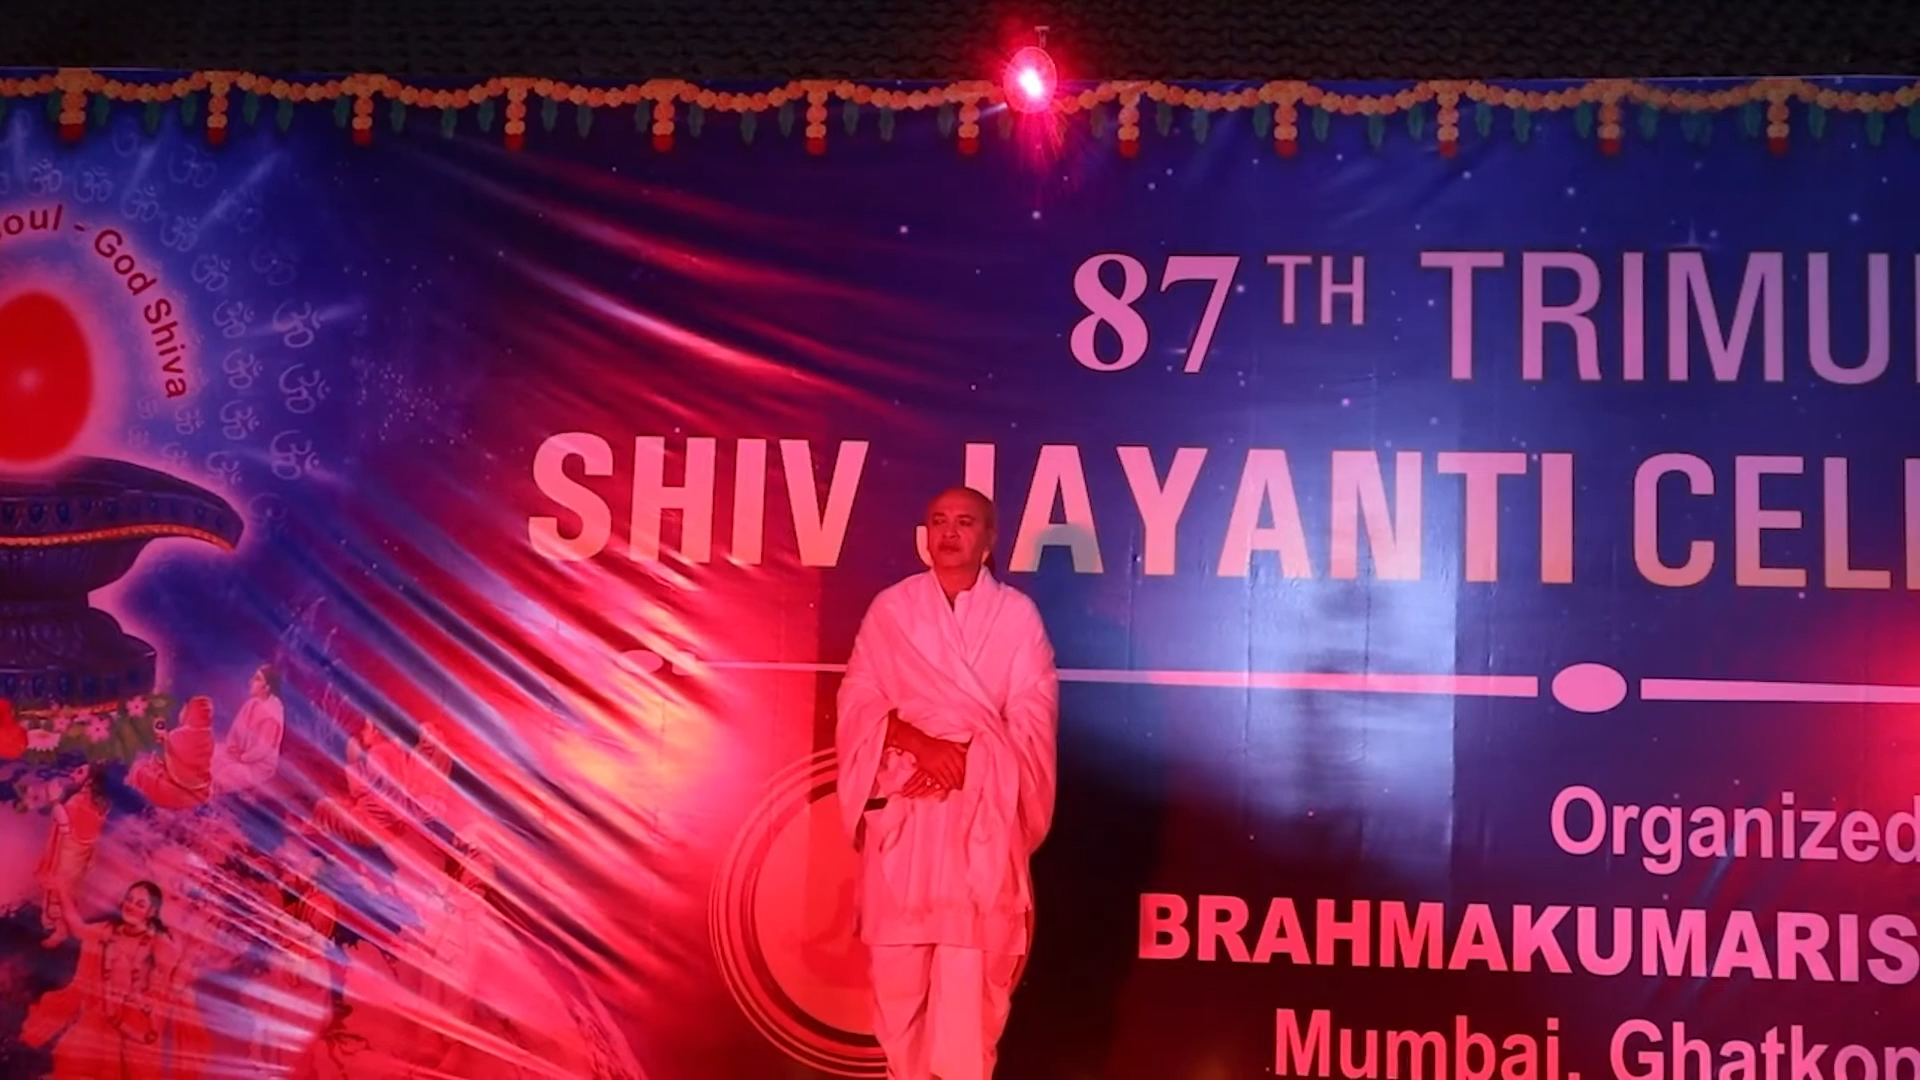 oul - God Shiva
87TH TRIMU
SHIV JAYANTI CEL
Organized
BRAHMAKUMARIS
Mumbai, Ghatkop